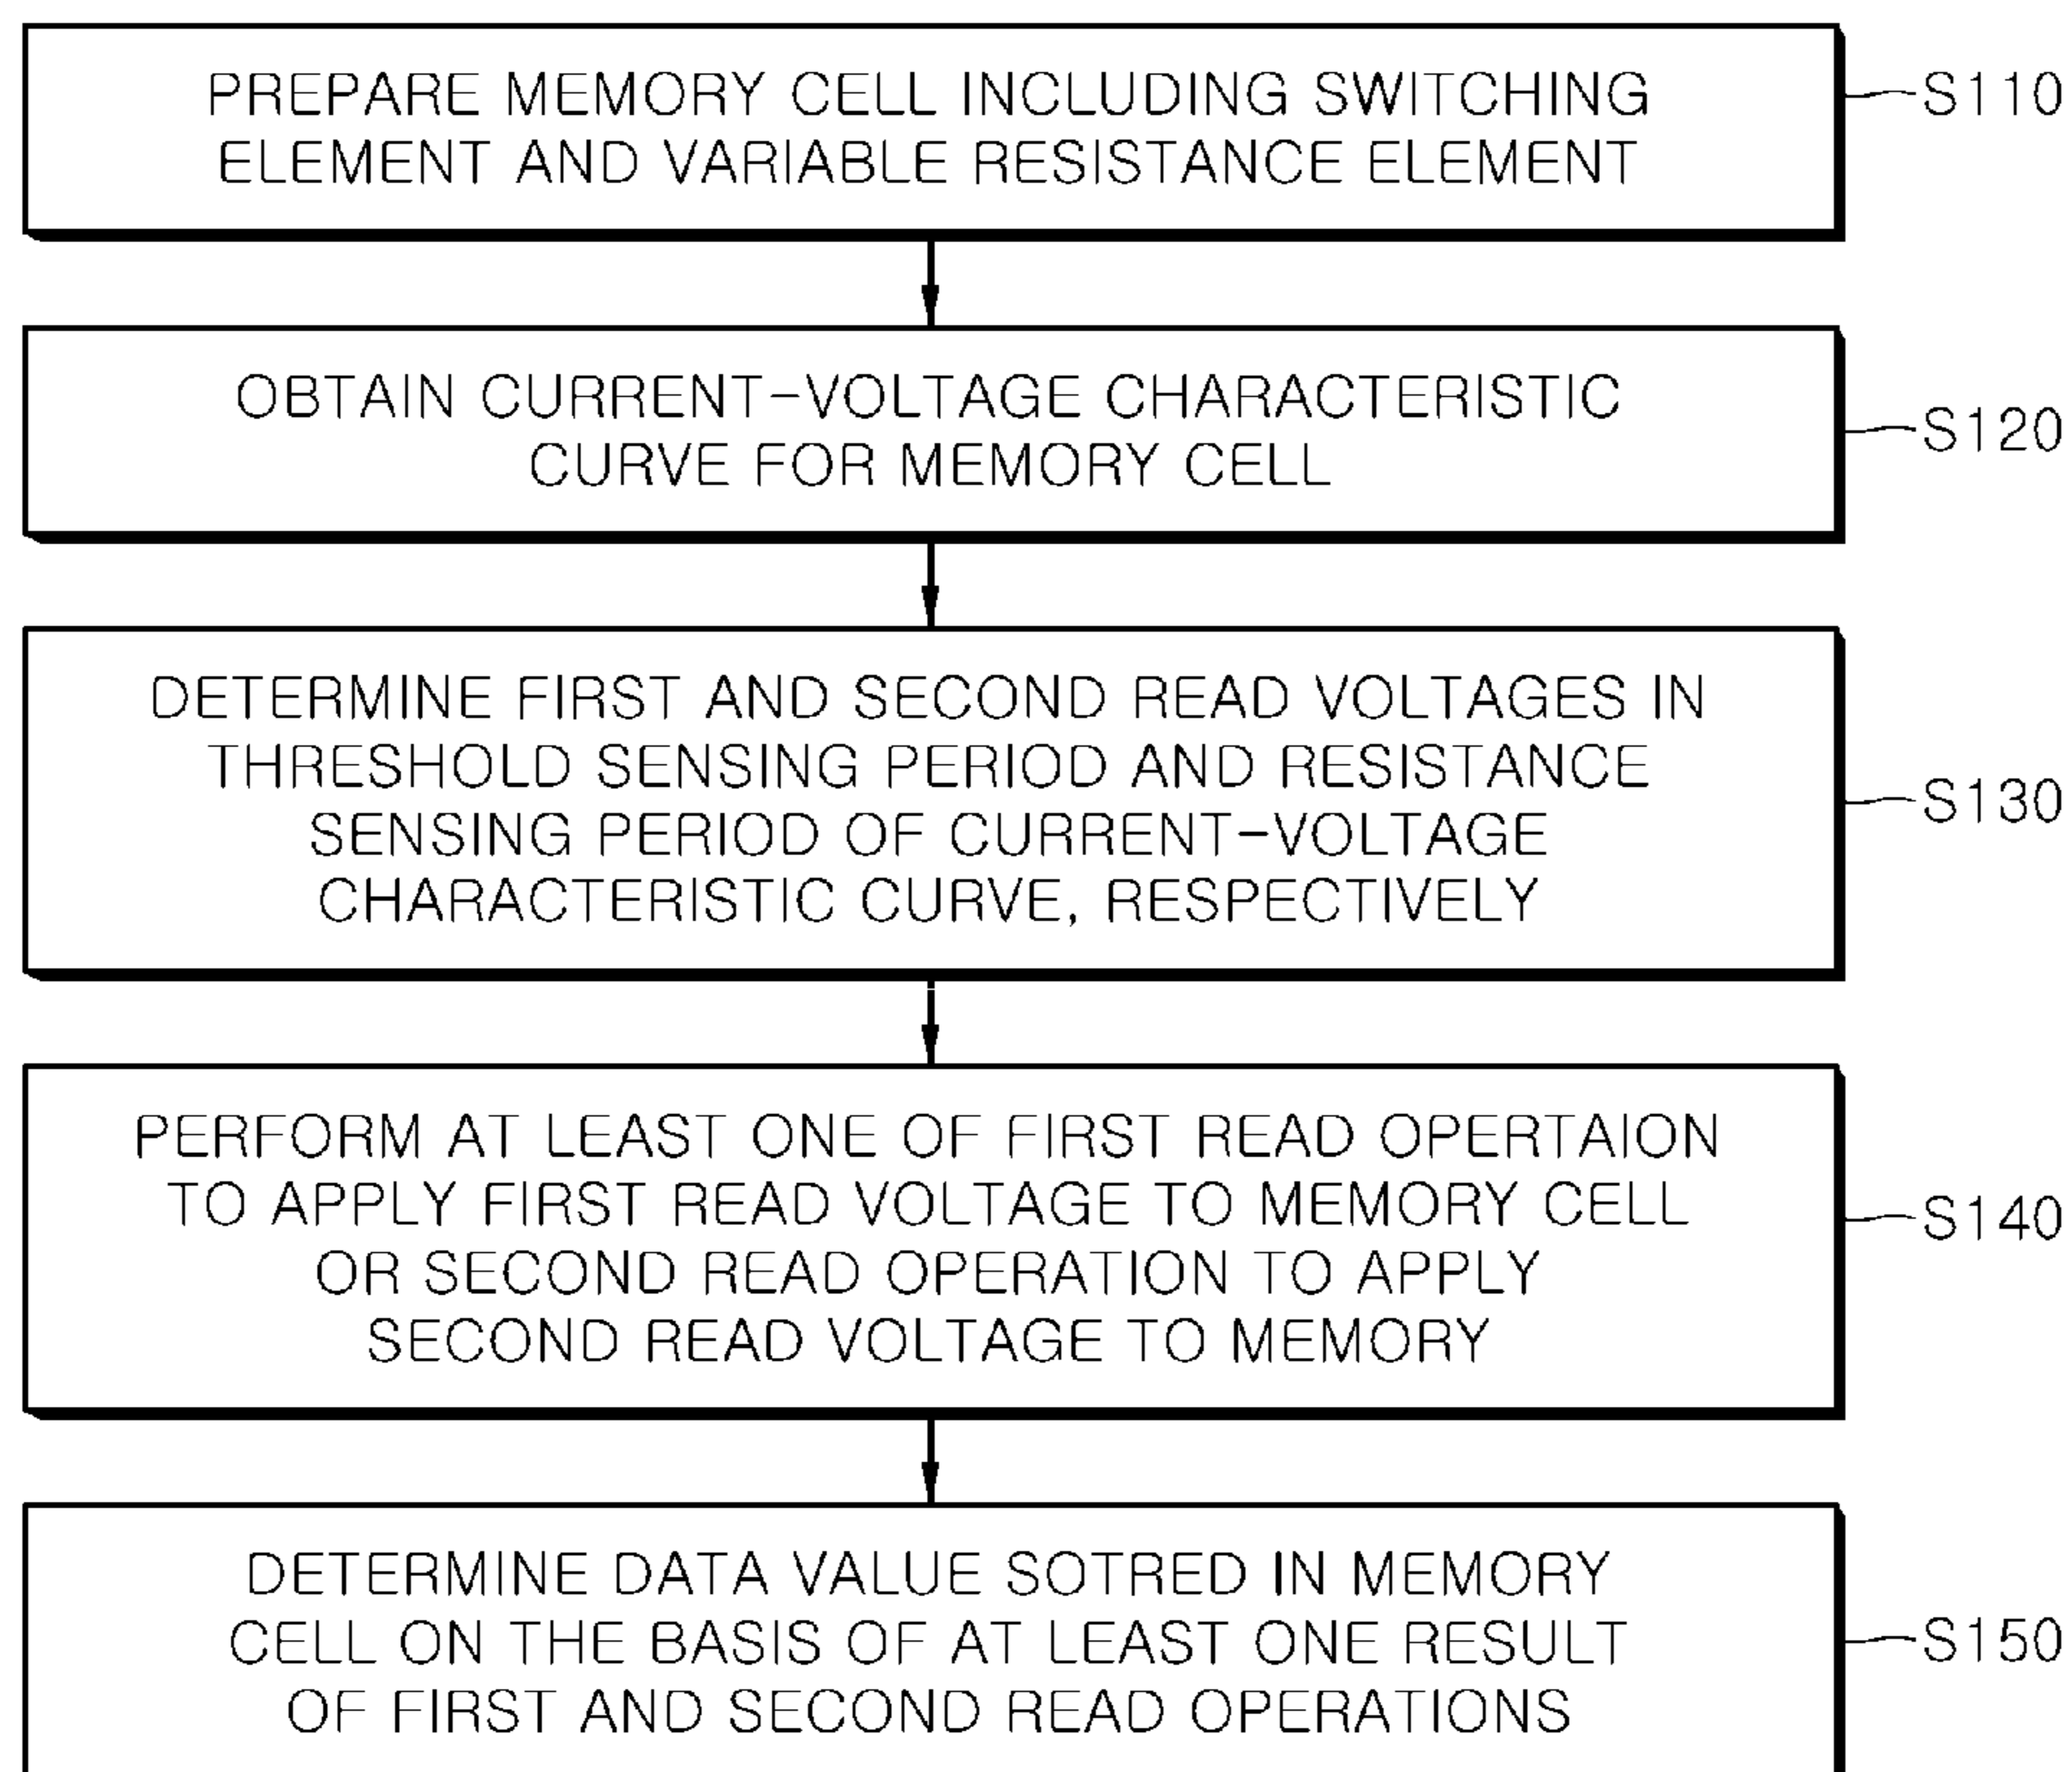 PREPARE MEMORY CELL INCLUDING SWITCHING
ELEMENT AND VARIABLE RESISTANCE ELEMENT
S110
OBTAIN CURRENT-VOLTAGE CHARACTERISTIC
CURVE FOR MEMORY CELL
S120
DETERMINE FIRST AND SECOND READ VOLTAGES IN
THRESHOLD SENSING PERIOD AND RESISTANCE
SENSING PERIOD OF CURRENT-VOLTAGE
CHARACTERISTIC CURVE, RESPECTIVELY
S130
PERFORM AT LEAST ONE OF FIRST READ OPERTAION
TO APPLY FIRST READ VOLTAGE TO MEMORY CELL
OR SECOND READ OPERATION TO APPLY
SECOND READ VOLTAGE TO MEMORY
S140
DETERMINE DATA VALUE SOTRED IN MEMORY
CELL ON THE BASIS OF AT LEAST ONE RESULT
OF FIRST AND SECOND READ OPERATIONS
S150